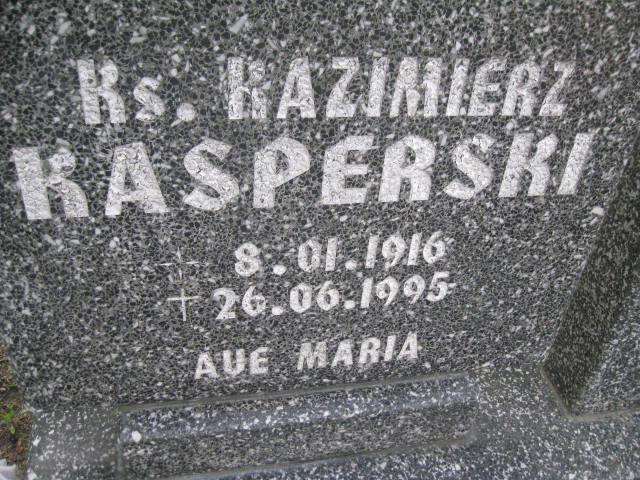 Ks. KAZIMIERZ
KASPERSKI
* 8.01.1916
+ 26.06.1995
AVE MARIA